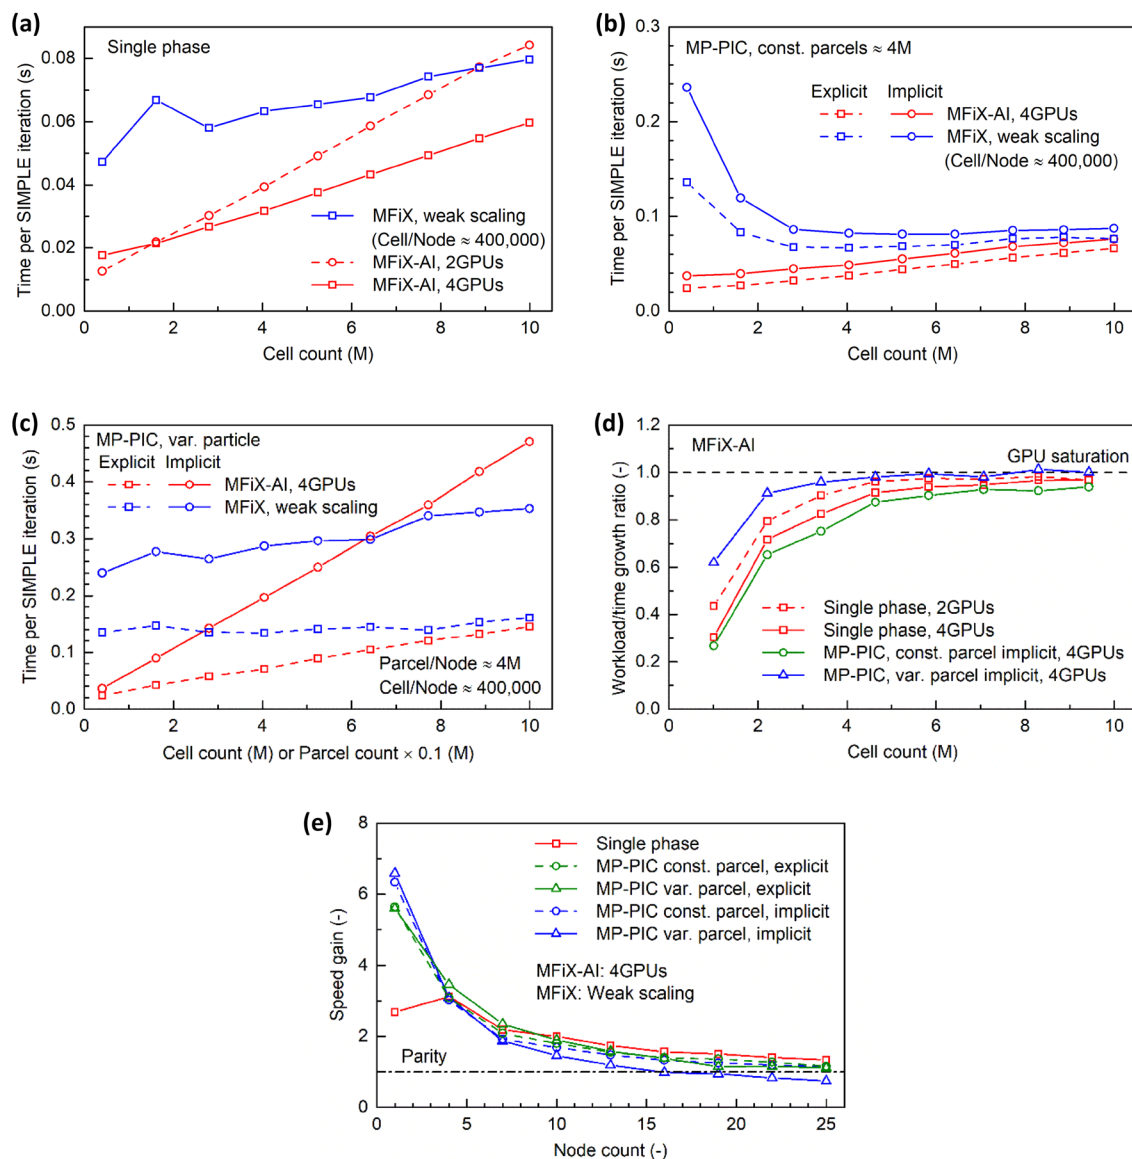 (a)
Single phase
Time per SIMPLE iteration (s)
0.08
0.06
0.04
0.02
0.00
MFiX, weak scaling
(Cell/Node ≈ 400,000)
MFiX-AI, 2GPUs
MFiX-AI, 4GPUs
0 2 4 6 8 10
Cell count (M)
(b)
MP-PIC, const. parcels ≈ 4M
Time per SIMPLE iteration (s)
0.3
0.2
0.1
0.0
Explicit Implicit
MFiX-AI, 4GPUs
MFiX, weak scaling
(Cell/Node ≈ 400,000)
0 2 4 6 8 10
Cell count (M)
(c)
MP-PIC, var. particle
Explicit Implicit
MFiX-AI, 4GPUs
MFiX, weak scaling
Time per SIMPLE iteration (s)
0.5
0.4
0.3
0.2
0.1
0.0
Parcel/Node ≈ 4M
Cell/Node ≈ 400,000
0 2 4 6 8 10
Cell count (M) or Parcel count × 0.1 (M)
(d)
MFiX-AI
GPU saturation
Workload/time growth ratio (-)
1.2
1.0
0.8
0.6
0.4
0.2
0.0
Single phase, 2GPUs
Single phase, 4GPUs
MP-PIC, const. parcel implicit, 4GPUs
MP-PIC, var. parcel implicit, 4GPUs
0 2 4 6 8 10
Cell count (M)
(e)
Speed gain (-)
8
6
4
2
0
Single phase
MP-PIC const. parcel, explicit
MP-PIC var. parcel, explicit
MP-PIC const. parcel, implicit
MP-PIC var. parcel, implicit
MFiX-AI: 4GPUs
MFiX: Weak scaling
Parity
0 5 10 15 20 25
Node count (-)